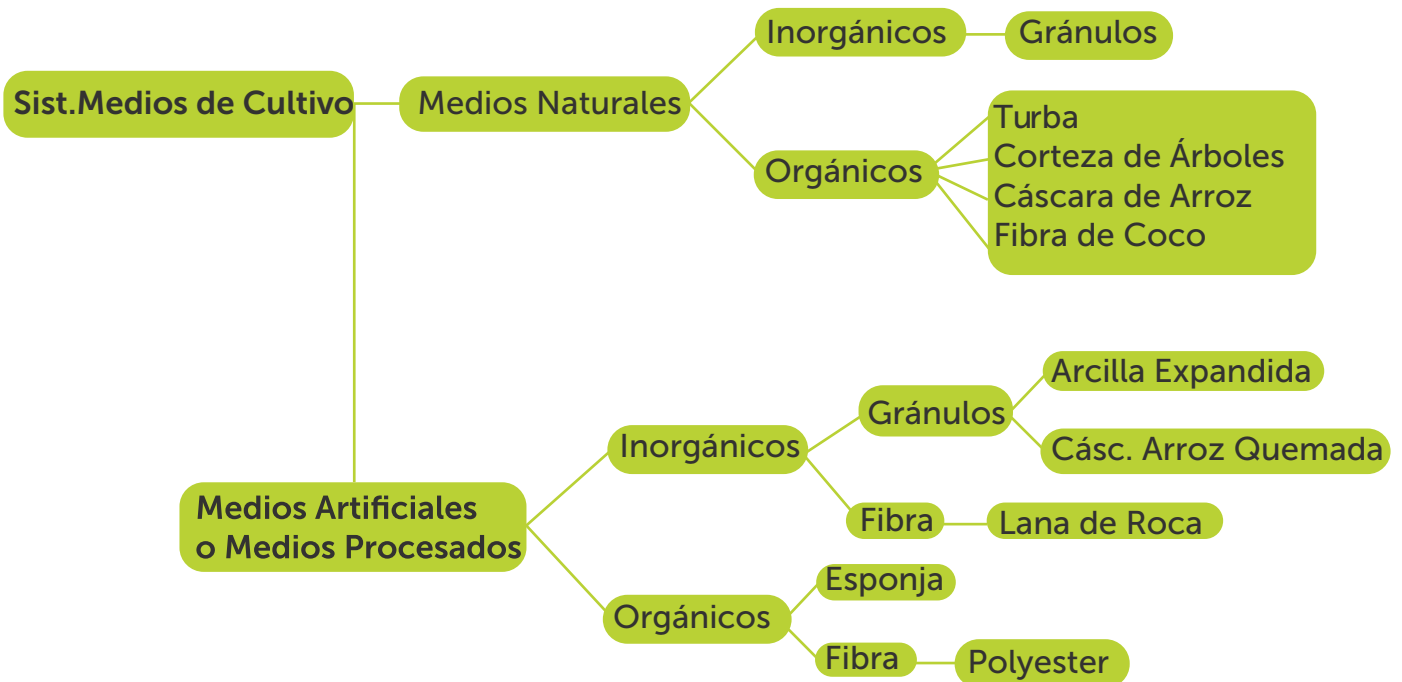 Sist.Medios de Cultivo
Medios Naturales
Inorgánicos
Gránulos
Orgánicos
Turba
Corteza de Árboles
Cáscara de Arroz
Fibra de Coco
Medios Artificiales
o Medios Procesados
Inorgánicos
Gránulos
Arcilla Expandida
Cásc. Arroz Quemada
Fibra
Lana de Roca
Orgánicos
Esponja
Fibra
Polyester